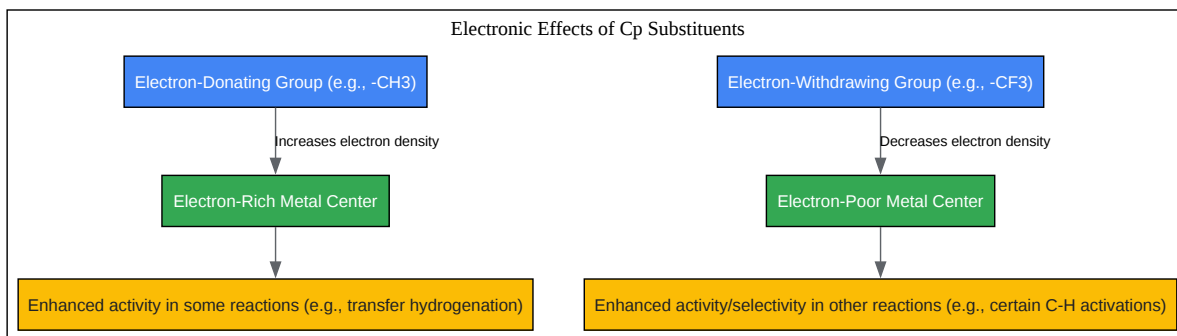 Electronic Effects of Cp Substituents
Electron-Donating Group (e.g., -CH3)
Electron-Withdrawing Group (e.g., -CF3)
Increases electron density
Decreases electron density
Electron-Rich Metal Center
Electron-Poor Metal Center
Enhanced activity in some reactions (e.g., transfer hydrogenation)
Enhanced activity/selectivity in other reactions (e.g., certain C-H activations)